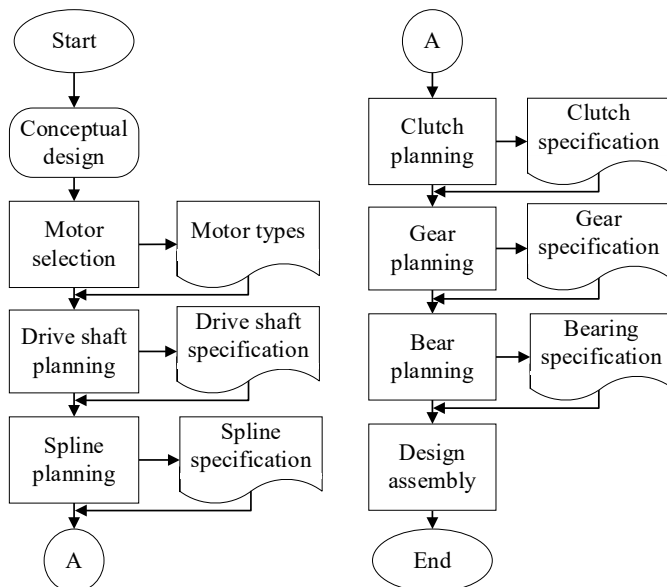 Start
Conceptual
design
Motor
selection
Motor types
Drive shaft
planning
Drive shaft
specification
Spline
planning
Spline
specification
A
A
Clutch
planning
Clutch
specification
Gear
planning
Gear
specification
Bear
planning
Bearing
specification
Design
assembly
End